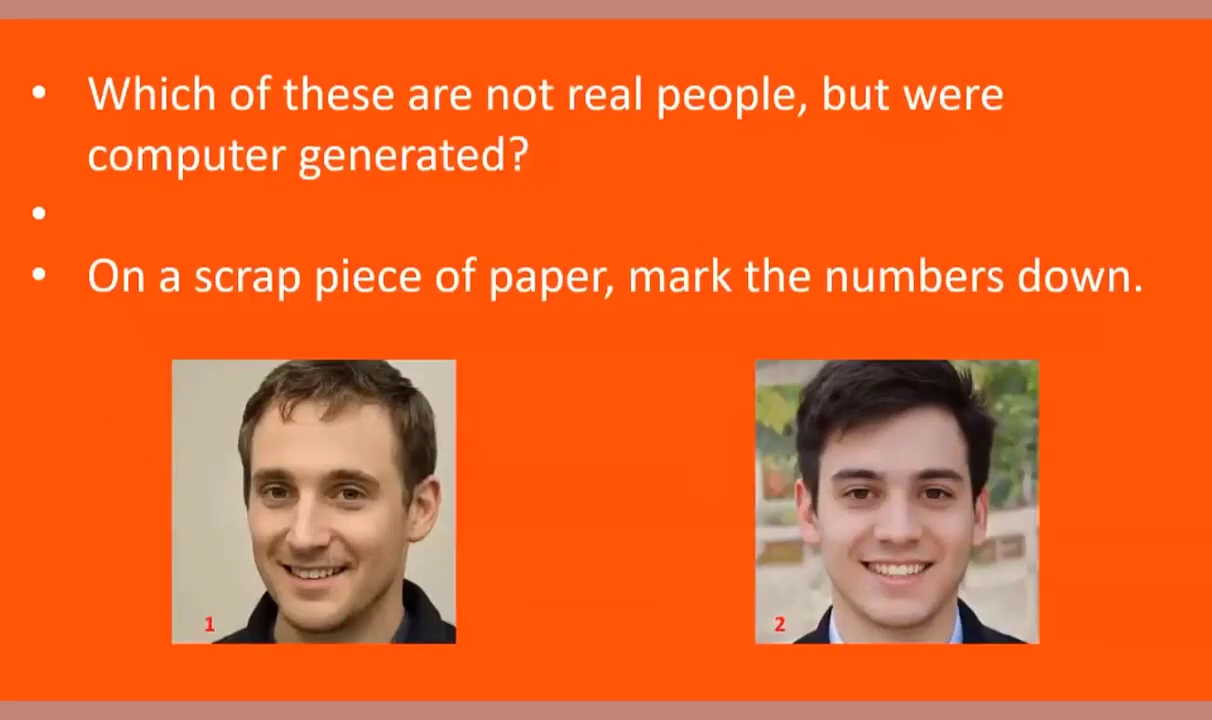 • Which of these are not real people, but were
computer generated?
•
• On a scrap piece of paper, mark the numbers down.
1
2